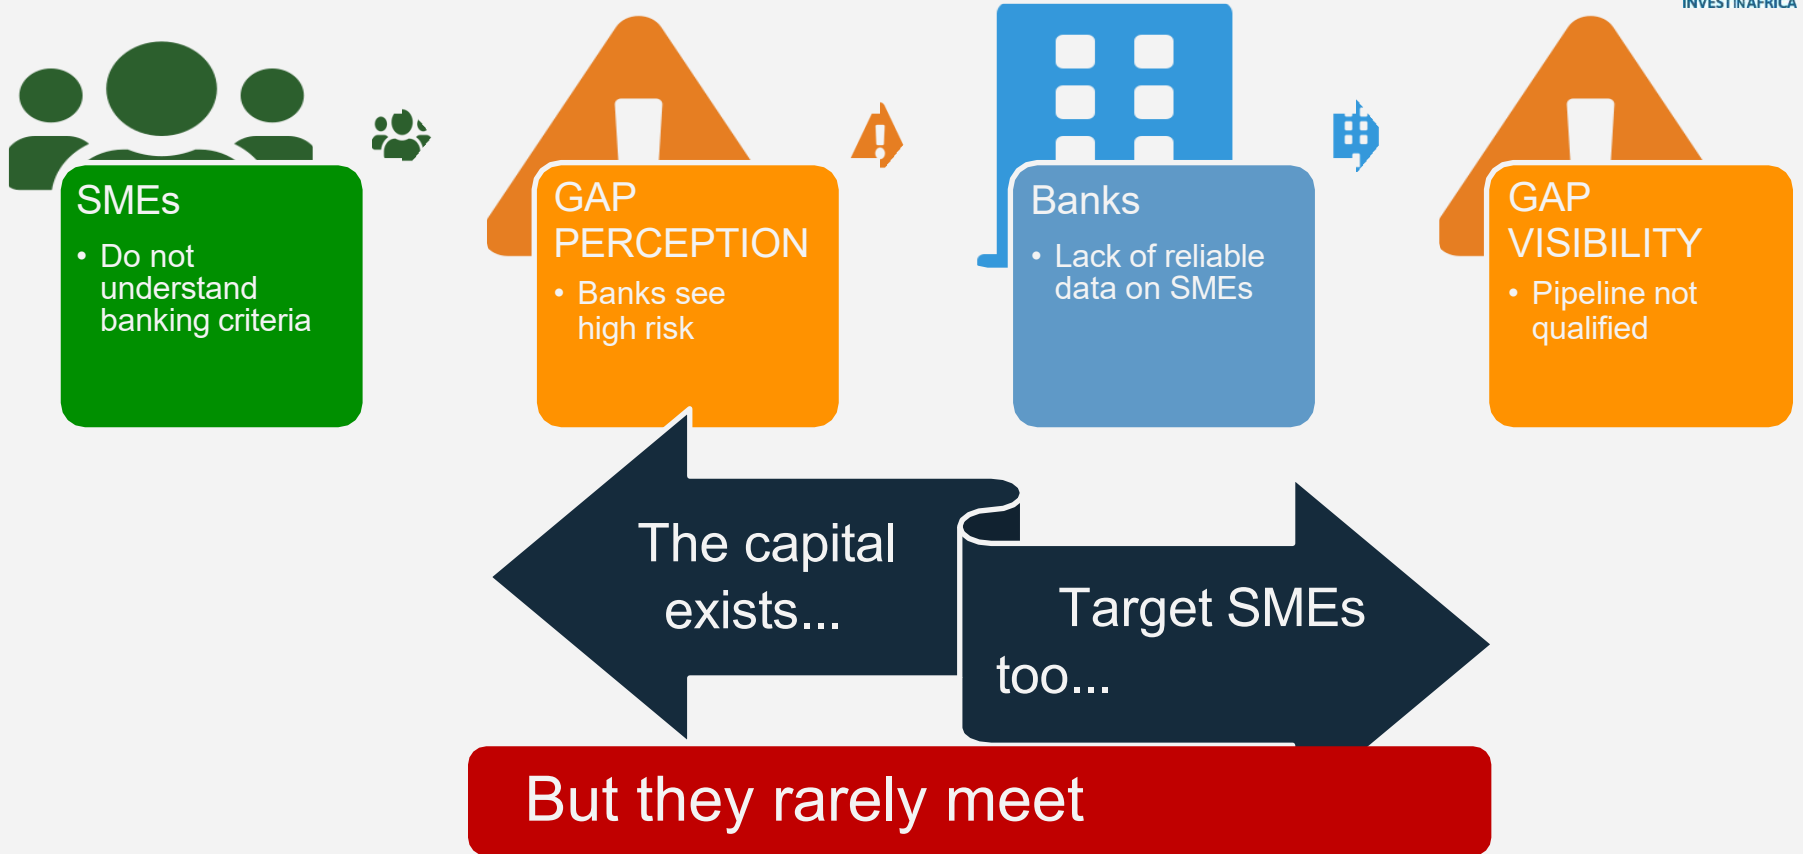 INVESTINAFRICA
SMEs
• Do not
understand
banking criteria
GAP
PERCEPTION
• Banks see
high risk
Banks
• Lack of reliable
data on SMEs
GAP
VISIBILITY
• Pipeline not
qualified
The capital
exists...
Target SMEs
too...
But they rarely meet